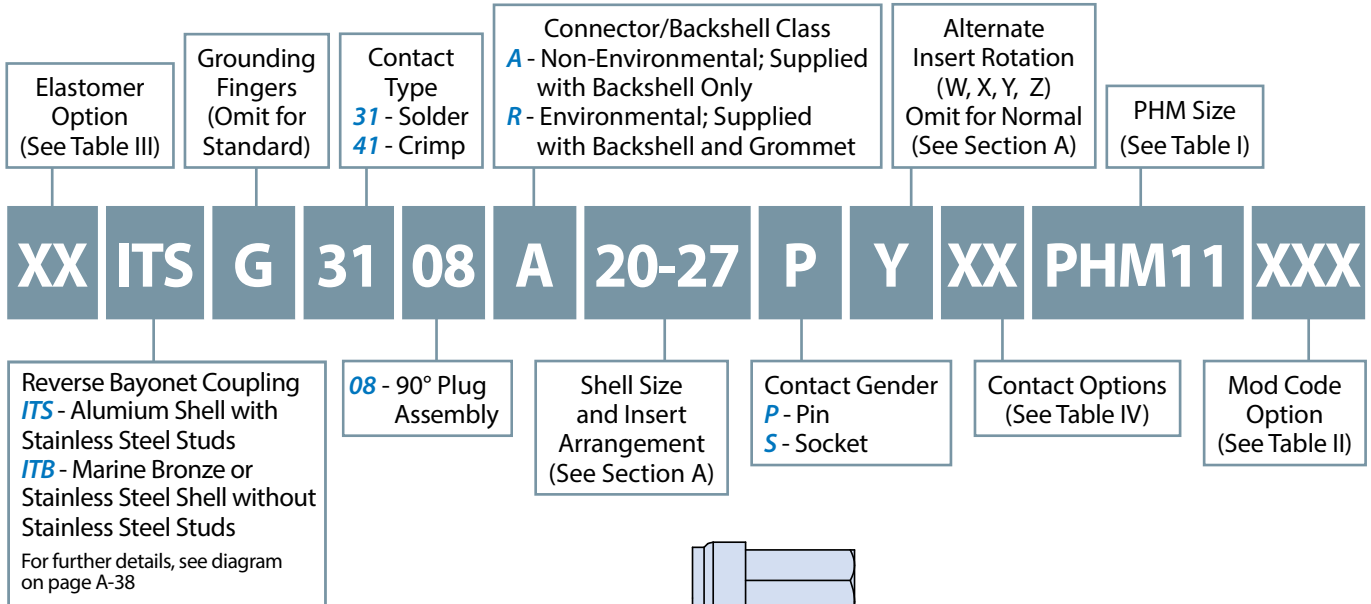 Elastomer
Option
(See Table III)
Grounding
Fingers
(Omit for
Standard)
Contact
Type
31 - Solder
41 - Crimp
Connector/Backshell Class
A - Non-Environmental; Supplied
with Backshell Only
R - Environmental; Supplied
with Backshell and Grommet
Alternate
Insert Rotation
(W, X, Y, Z)
Omit for Normal
(See Section A)
PHM Size
(See Table I)
XX ITS G 31 08 A 20-27 P Y XX PHM11 XXX
Reverse Bayonet Coupling
ITS - Alumium Shell with
Stainless Steel Studs
ITB - Marine Bronze or
Stainless Steel Shell without
Stainless Steel Studs
For further details, see diagram
on page A-38
08 - 90° Plug
Assembly
Shell Size
and Insert
Arrangement
(See Section A)
Contact Gender
P - Pin
S - Socket
Contact Options
(See Table IV)
Mod Code
Option
(See Table II)